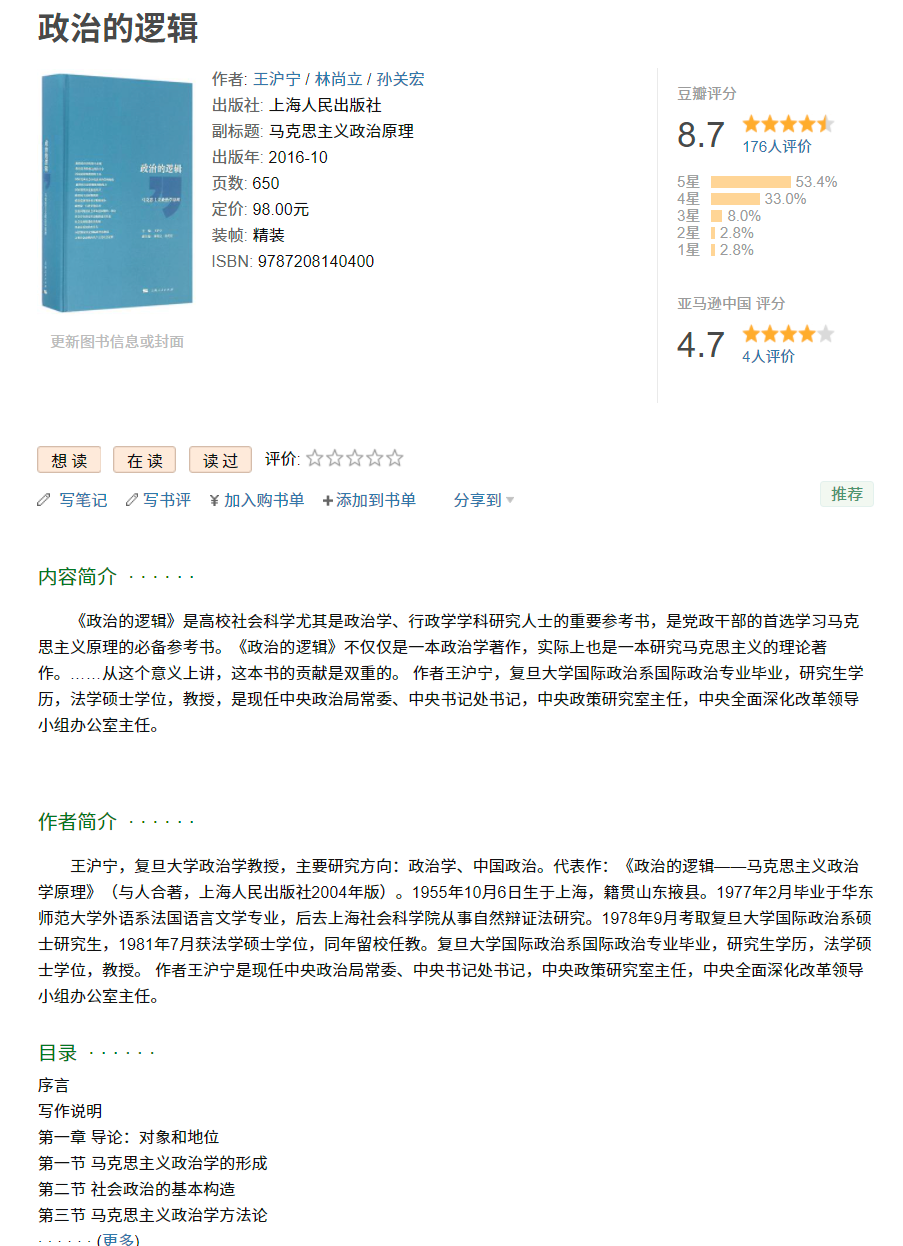 政治的逻辑
作者: 王沪宁 / 林尚立 / 孙关宏
出版社: 上海人民出版社
副标题: 马克思主义政治原理
出版年: 2016-10
页数: 650
定价: 98.00元
装帧: 精装
ISBN: 9787208140400
政治的逻辑
更新图书信息或封面
豆瓣评分
8.7
176人评价
5星 53.4%
4星 33.0%
3星 8.0%
2星 2.8%
1星 2.8%
亚马逊中国 评分
4.7
4人评价
想读 在读 读过 评价:
写笔记 写书评 ¥加入购书单 +添加到书单 分享到
推荐
内容简介 · · · · · ·
《政治的逻辑》是高校社会科学尤其是政治学、行政学学科研究人士的重要参考书，是党政干部的首选学习马克
思主义原理的必备参考书。《政治的逻辑》不仅仅是一本政治学著作，实际上也是一本研究马克思主义的理论著
作。……从这个意义上讲，这本书的贡献是双重的。 作者王沪宁，复旦大学国际政治系国际政治专业毕业，研究生学
历，法学硕士学位，教授，是现任中央政治局常委、中央书记处书记，中央政策研究室主任，中央全面深化改革领导
小组办公室主任。
作者简介 · · · · · ·
王沪宁，复旦大学政治学教授，主要研究方向：政治学、中国政治。代表作：《政治的逻辑——马克思主义政治
学原理》（与人合著，上海人民出版社2004年版）。1955年10月6日生于上海，籍贯山东掖县。1977年2月毕业于华东
师范大学外语系法国语言文学专业，后去上海社会科学院从事自然辩证法研究。1978年9月考取复旦大学国际政治系硕
士研究生，1981年7月获法学硕士学位，同年留校任教。复旦大学国际政治系国际政治专业毕业，研究生学历，法学硕
士学位，教授。 作者王沪宁是现任中央政治局常委、中央书记处书记，中央政策研究室主任，中央全面深化改革领导
小组办公室主任。
目录 · · · · · ·
序言
写作说明
第一章 导论：对象和地位
第一节 马克思主义政治学的形成
第二节 社会政治的基本构造
第三节 马克思主义政治学方法论
· · · · · · (更多)